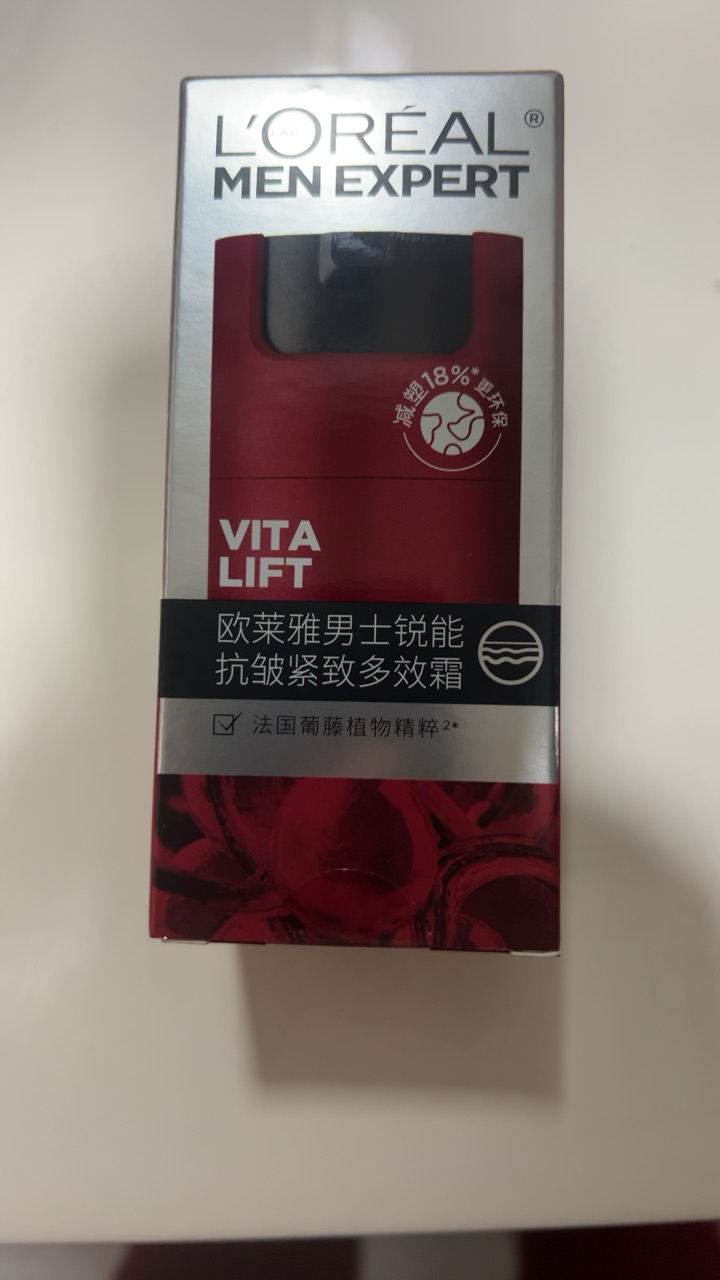 L'ORÉAL®
PARIS
MEN EXPERT
减塑18%*更环保
VITA
LIFT
欧莱雅男士锐能
抗皱紧致多效霜
法国葡藤植物精粹²*